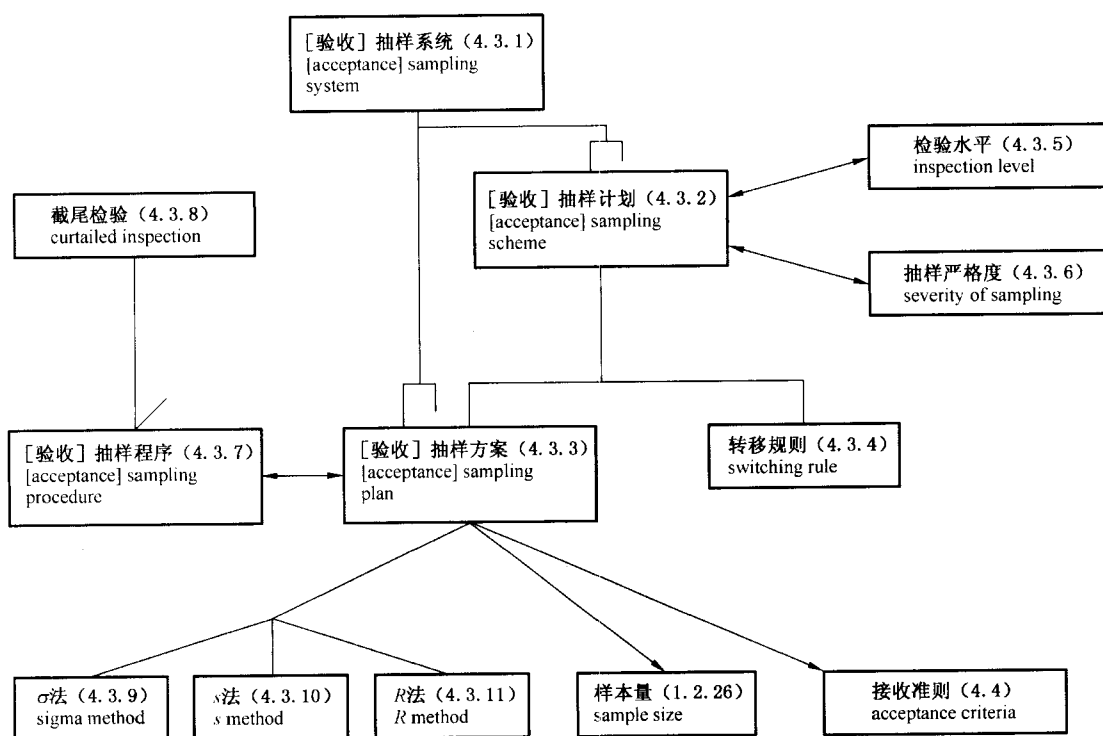 [验收]抽样系统(4.3.1)
[acceptance] sampling
system
检验水平(4.3.5)
inspection level
[验收]抽样计划(4.3.2)
[acceptance] sampling
scheme
截尾检验(4.3.8)
curtailed inspection
抽样严格度(4.3.6)
severity of sampling
[验收]抽样程序(4.3.7)
[acceptance] sampling
procedure
[验收]抽样方案(4.3.3)
[acceptance] sampling
plan
转移规则(4.3.4)
switching rule
σ法(4.3.9)
sigma method
s法(4.3.10)
s method
R法(4.3.11)
R method
样本量(1.2.26)
sample size
接收准则(4.4)
acceptance criteria